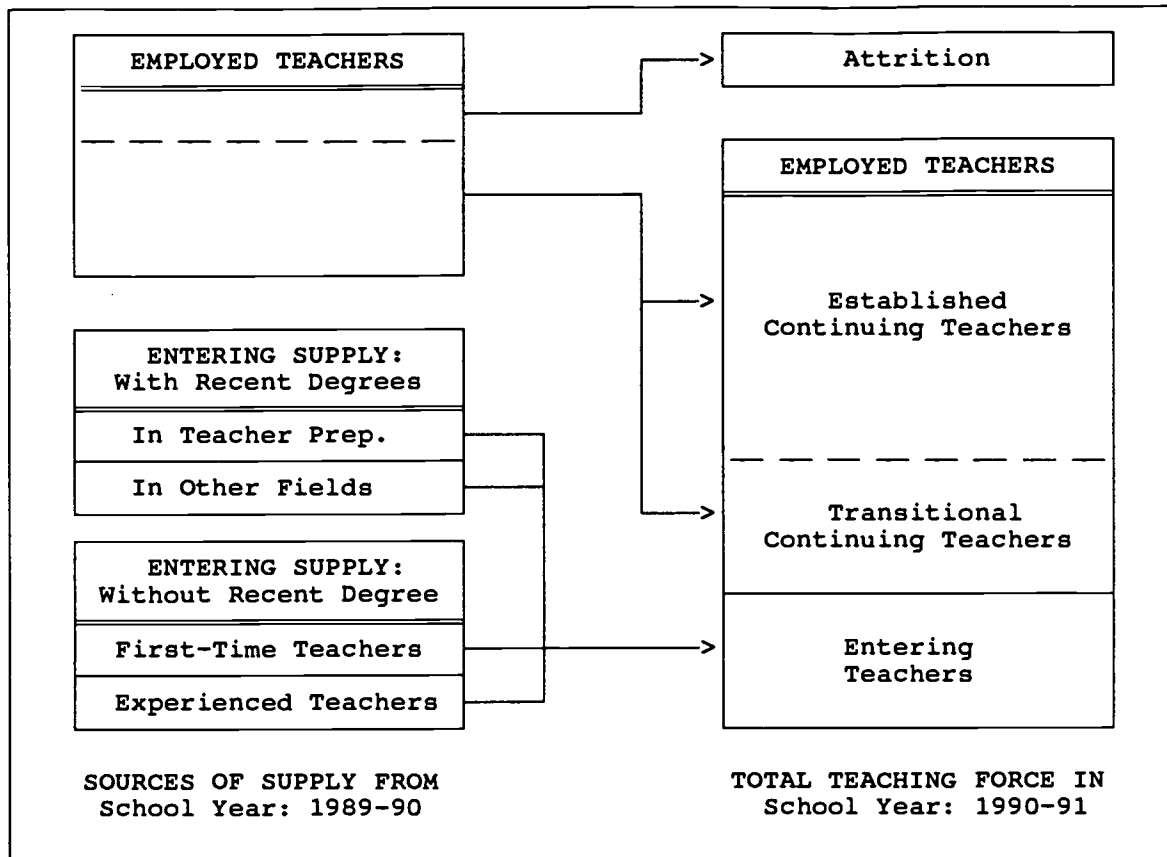 EMPLOYED TEACHERS
ENTERING SUPPLY:
With Recent Degrees
In Teacher Prep.
In Other Fields
ENTERING SUPPLY:
Without Recent Degree
First-Time Teachers
Experienced Teachers
SOURCES OF SUPPLY FROM
School Year: 1989-90
Attrition
EMPLOYED TEACHERS
Established
Continuing Teachers
Transitional
Continuing Teachers
Entering
Teachers
TOTAL TEACHING FORCE IN
School Year: 1990-91